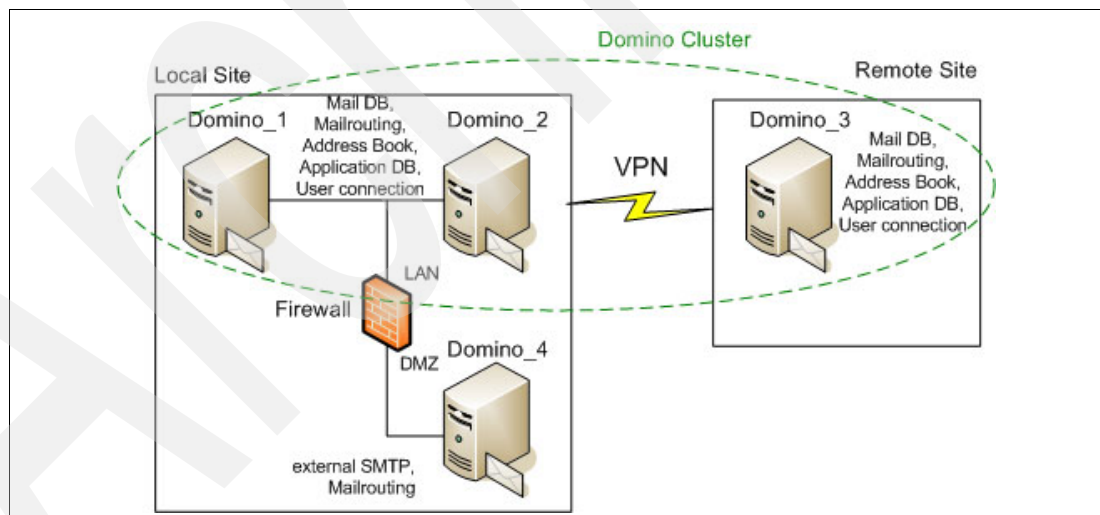 Domino Cluster
Local Site
Remote Site
Domino_1
Mail DB,
Mailrouting,
Address Book,
Application DB,
User connection
Domino_2
VPN
Domino_3
Mail DB,
Mailrouting,
Address Book,
Application DB,
User connection
LAN
Firewall
DMZ
Domino_4
external SMTP,
Mailrouting